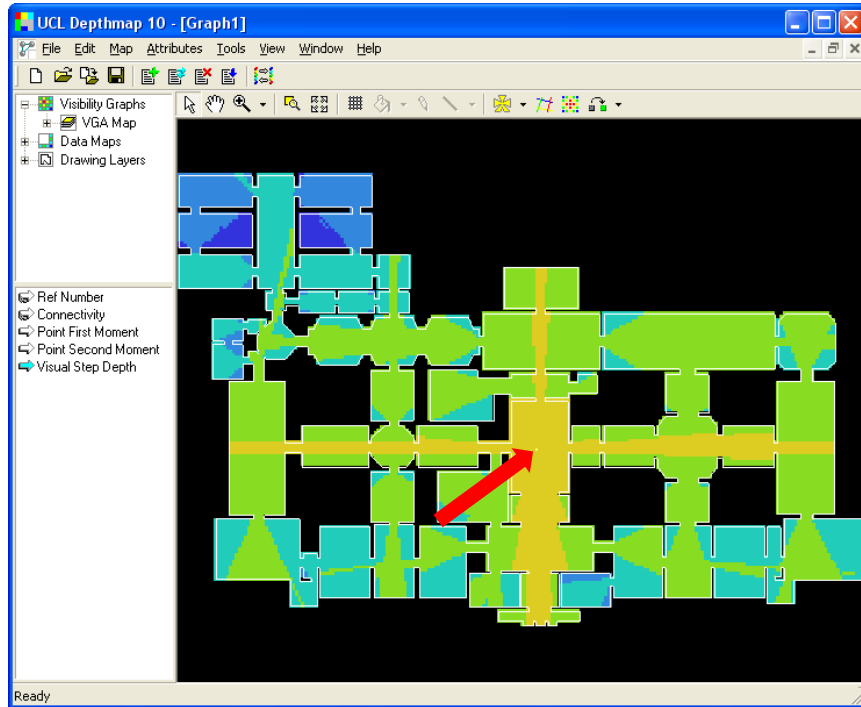 UCL Depthmap 10 - [Graph1]
File Edit Map Attributes Tools View Window Help
Visibility Graphs
VGA Map
Data Maps
Drawing Layers
Ref Number
Connectivity
Point First Moment
Point Second Moment
Visual Step Depth
Ready